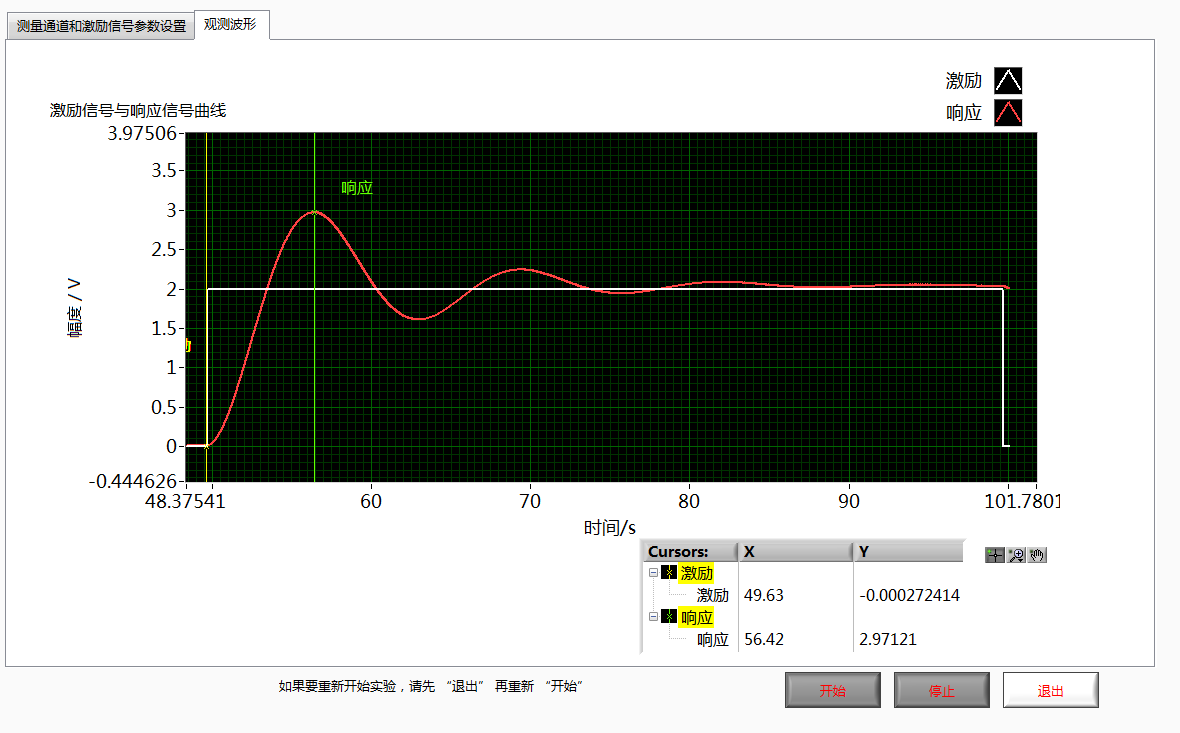 测量通道和激励信号参数设置 观测波形
激励
响应
激励信号与响应信号曲线
3.97506
3.5
响应
3
2.5
2
幅度 / V
1.5
1
0.5
0
-0.444626
48.37541 60 70 80 90 101.7801
时间/s
Cursors: X Y
激励
激励 49.63 -0.000272414
响应
响应 56.42 2.97121
如果要重新开始实验，请先 “退出” 再重新 “开始”
开始 停止 退出